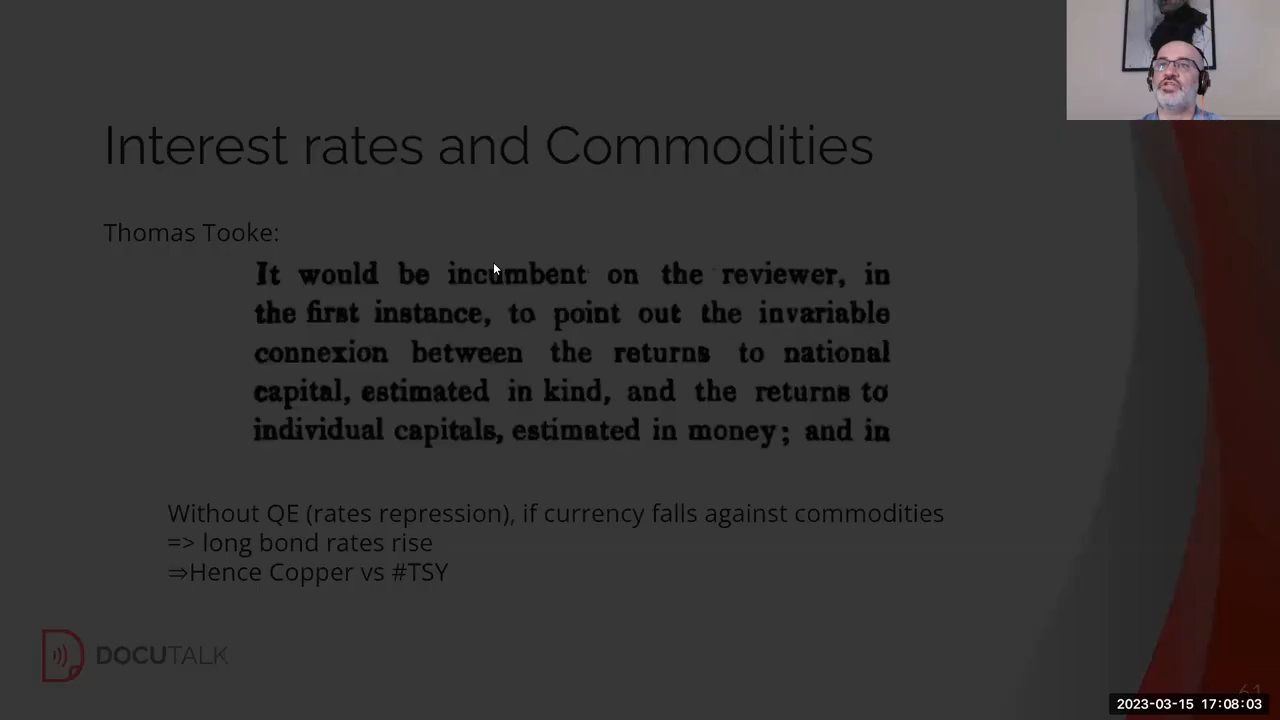 Interest rates and Commodities
Thomas Tooke:
It would be incumbent on the reviewer, in
the first instance, to point out the invariable
connexion between the returns to national
capital, estimated in kind, and the returns to
individual capitals, estimated in money; and in
Without QE (rates repression), if currency falls against commodities
=> long bond rates rise
⇒Hence Copper vs #TSY
DOCUTALK
61
2023-03-15 17:08:03